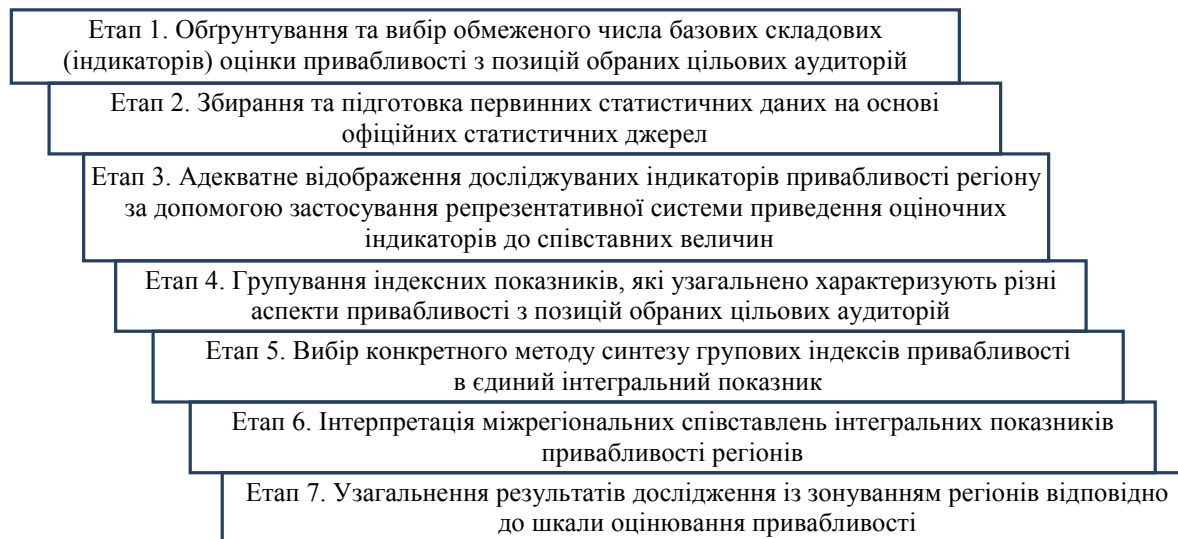 Етап 1. Обґрунтування та вибір обмеженого числа базових складових
(індикаторів) оцінки привабливості з позицій обраних цільових аудиторій
Етап 2. Збирання та підготовка первинних статистичних даних на основі
офіційних статистичних джерел
Етап 3. Адекватне відображення досліджуваних індикаторів привабливості регіону
за допомогою застосування репрезентативної системи приведення оціночних
індикаторів до співставних величин
Етап 4. Групування індексних показників, які узагальнено характеризують різні
аспекти привабливості з позицій обраних цільових аудиторій
Етап 5. Вибір конкретного методу синтезу групових індексів привабливості
в єдиний інтегральний показник
Етап 6. Інтерпретація міжрегіональних співставлень інтегральних показників
привабливості регіонів
Етап 7. Узагальнення результатів дослідження із зонуванням регіонів відповідно
до шкали оцінювання привабливості